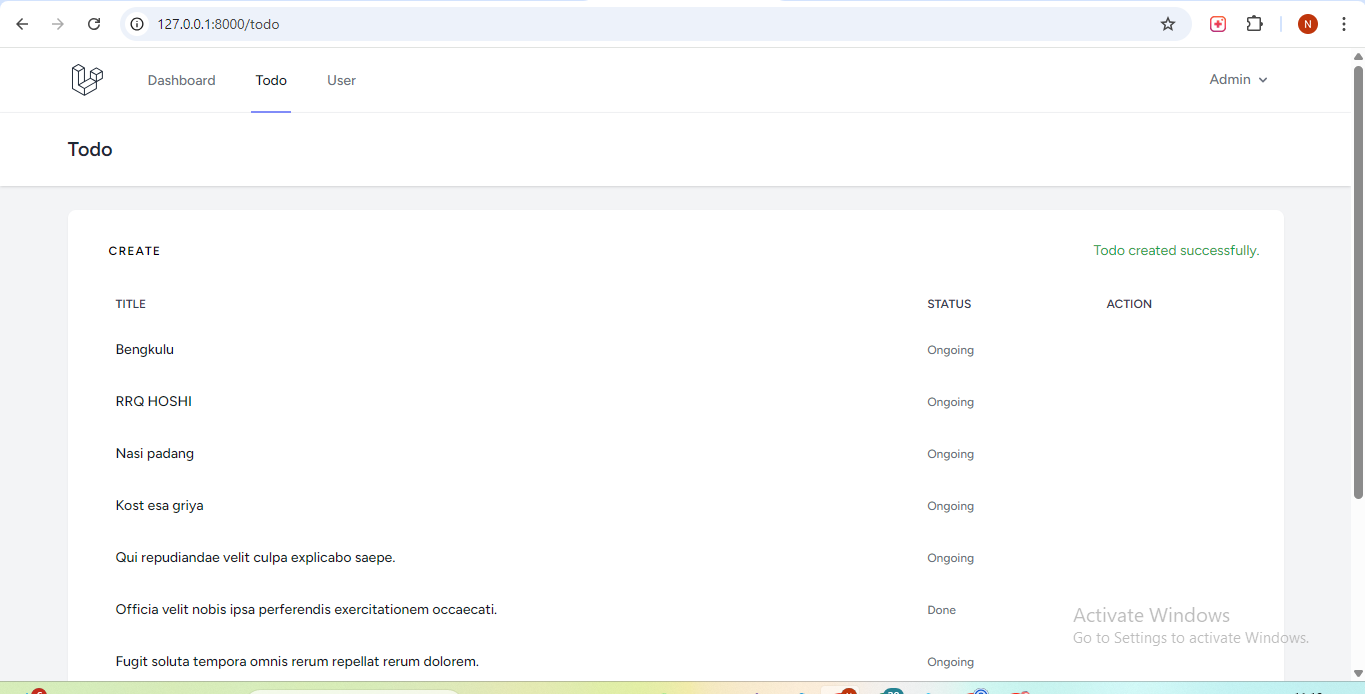 127.0.0.1:8000/todo
N
Dashboard Todo User Admin
Todo
CREATE Todo created successfully.
TITLE STATUS ACTION
Bengkulu Ongoing
RRQ HOSHI Ongoing
Nasi padang Ongoing
Kost esa griya Ongoing
Qui repudiandae velit culpa explicabo saepe. Ongoing
Officia velit nobis ipsa perferendis exercitationem occaecati. Done
Activate Windows
Go to Settings to activate Windows.
Fugit soluta tempora omnis rerum repellat rerum dolorem. Ongoing